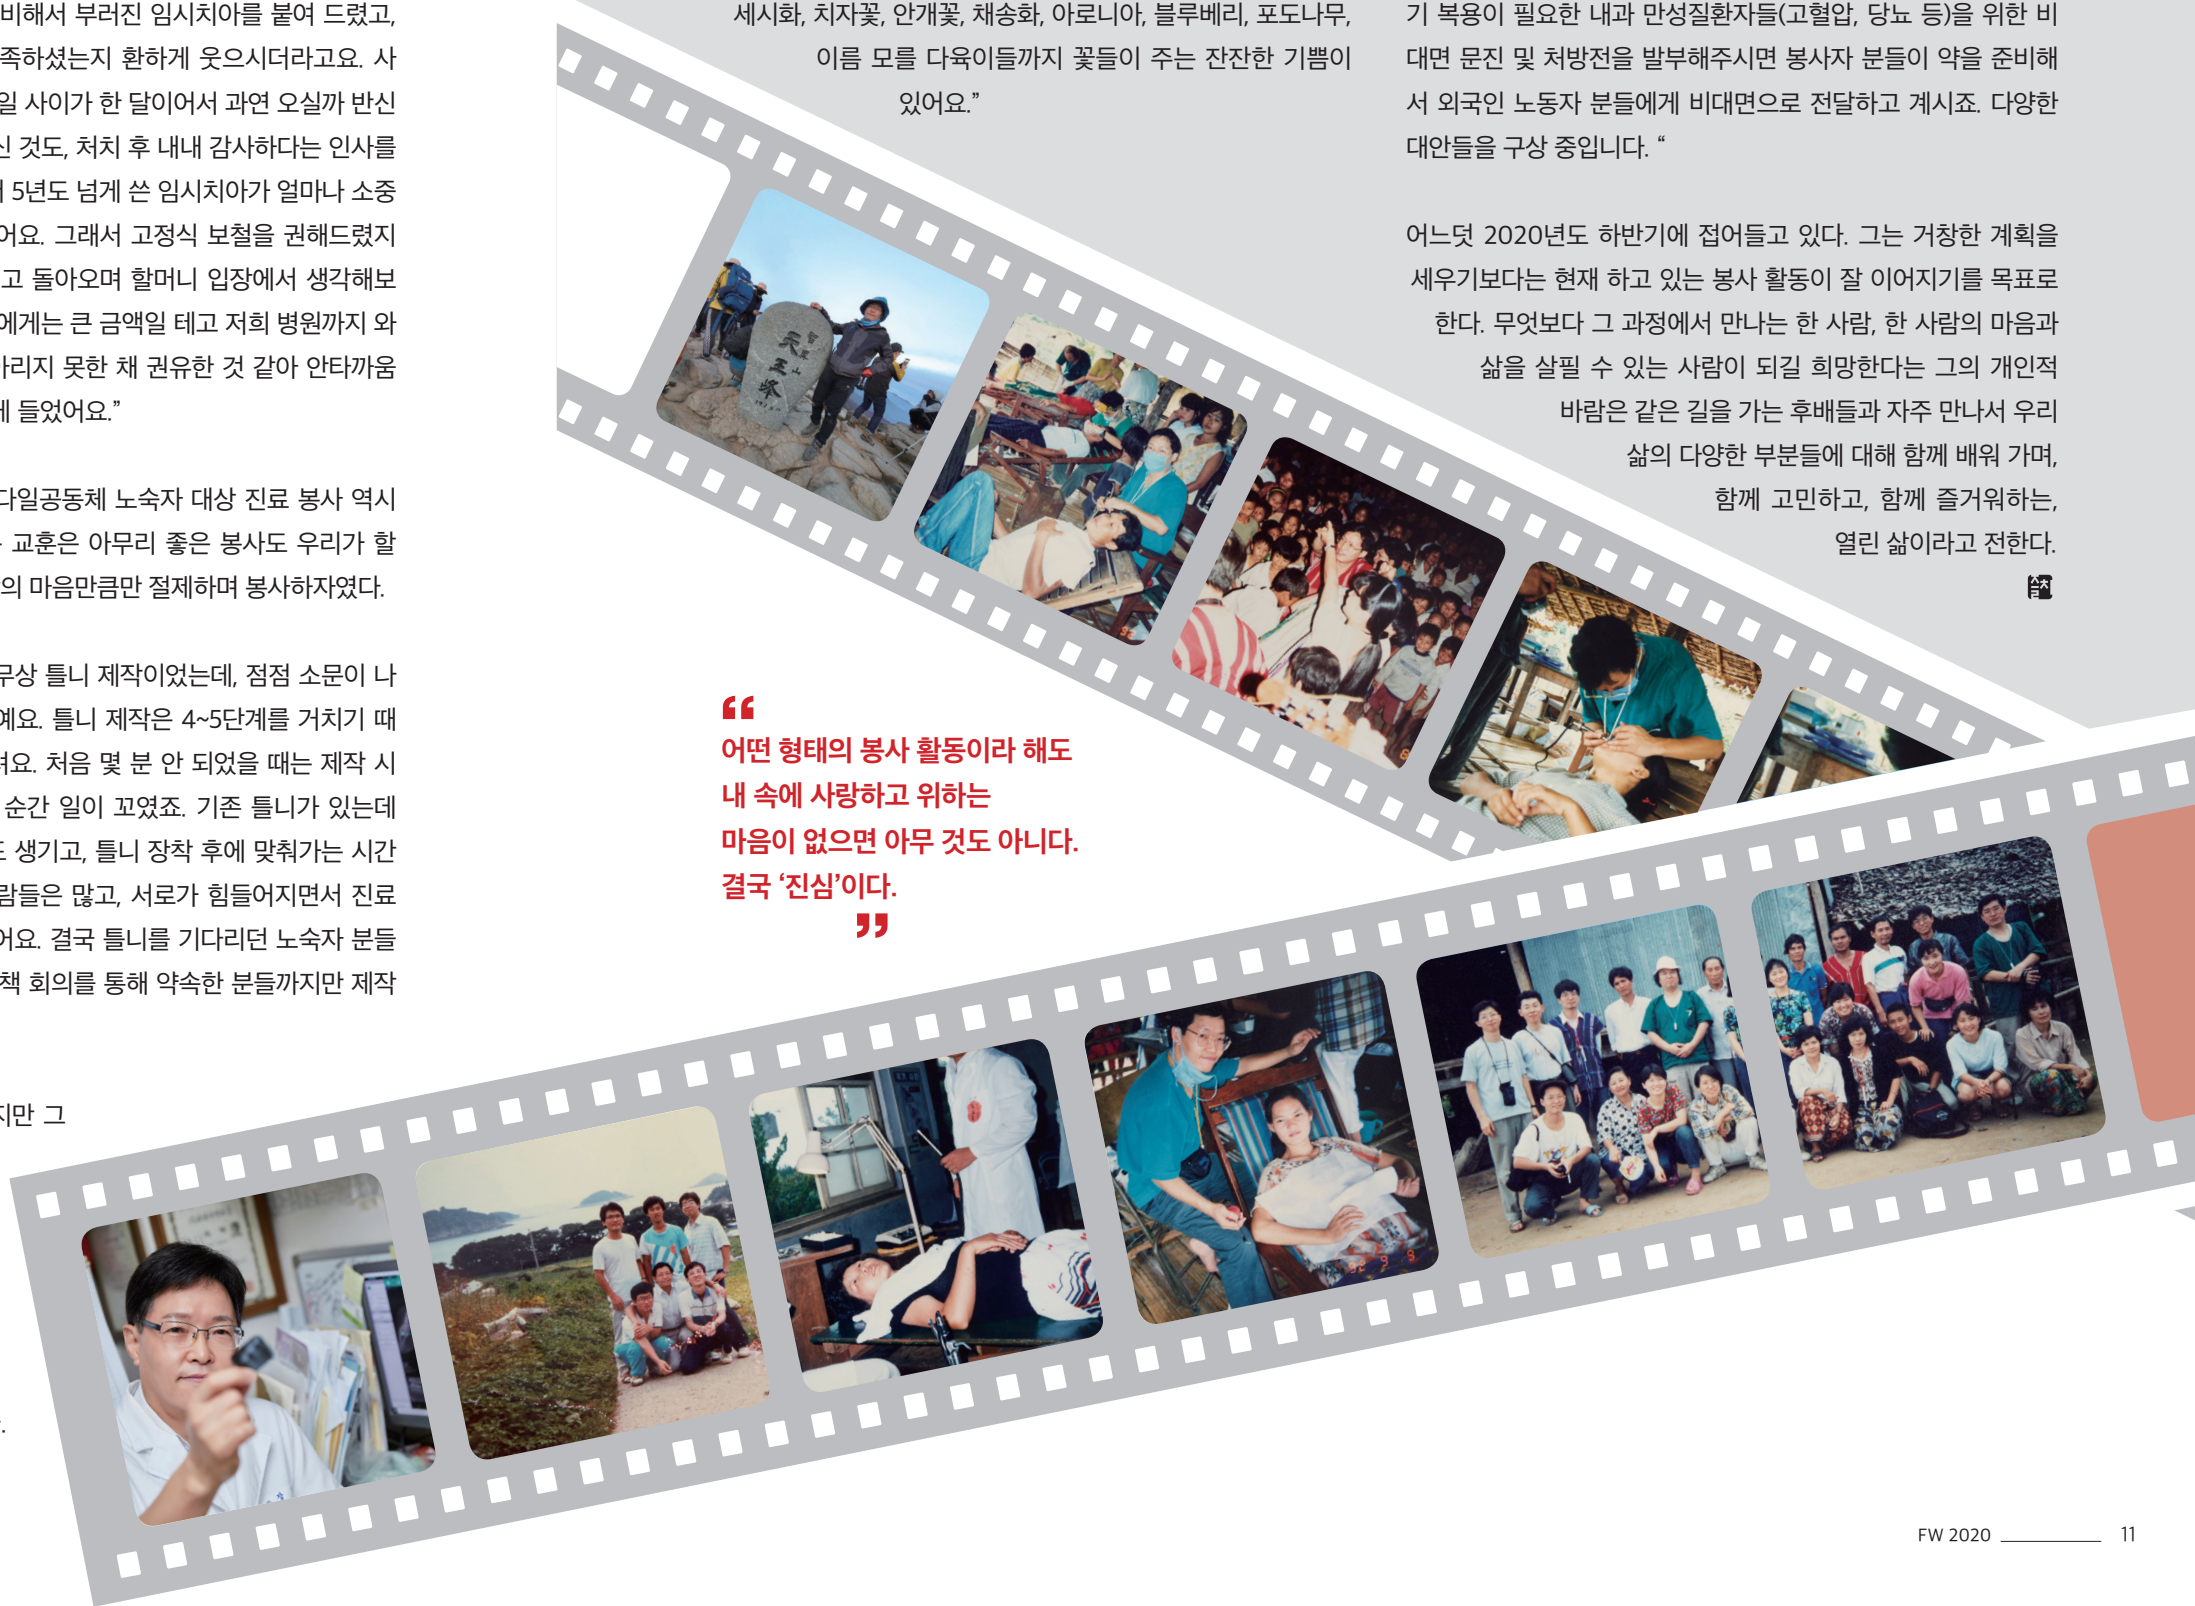 비해서 부러진 임시치아를 붙여 드렸고,
족하셨는지 환하게 웃으시더라고요. 사
일 사이가 한 달이어서 과연 오실까 반신
신 것도, 처치 후 내내 감사하다는 인사를
5년도 넘게 쓴 임시치아가 얼마나 소중
어요. 그래서 고정식 보철을 권해드렸지
고 돌아오며 할머니 입장에서 생각해보
에게는 큰 금액일 테고 저희 병원까지 와
아리지 못한 채 권유한 것 같아 안타까움
에 들었어요.”
다일공동체 노숙자 대상 진료 봉사 역시
교훈은 아무리 좋은 봉사도 우리가 할
의 마음만큼만 절제하며 봉사하자였다.
무상 틀니 제작이었는데, 점점 소문이 나
예요. 틀니 제작은 4~5단계를 거치기 때
려요. 처음 몇 분 안 되었을 때는 제작 시
순간 일이 꼬였죠. 기존 틀니가 있는데
도 생기고, 틀니 장착 후에 맞춰가는 시간
람들은 많고, 서로가 힘들어지면서 진료
어요. 결국 틀니를 기다리던 노숙자 분들
책 회의를 통해 약속한 분들까지만 제작
지만 그
세시화, 치자꽃, 안개꽃, 채송화, 아로니아, 블루베리, 포도나무,
이름 모를 다육이들까지 꽃들이 주는 잔잔한 기쁨이
있어요.”
“
어떤 형태의 봉사 활동이라 해도
내 속에 사랑하고 위하는
마음이 없으면 아무 것도 아니다.
결국 ‘진심’이다.
”
기 복용이 필요한 내과 만성질환자들(고혈압, 당뇨 등)을 위한 비
대면 문진 및 처방전을 발부해주시면 봉사자 분들이 약을 준비해
서 외국인 노동자 분들에게 비대면으로 전달하고 계시죠. 다양한
대안들을 구상 중입니다. “
어느덧 2020년도 하반기에 접어들고 있다. 그는 거창한 계획을
세우기보다는 현재 하고 있는 봉사 활동이 잘 이어지기를 목표로
한다. 무엇보다 그 과정에서 만나는 한 사람, 한 사람의 마음과
삶을 살필 수 있는 사람이 되길 희망한다는 그의 개인적
바람은 같은 길을 가는 후배들과 자주 만나서 우리
삶의 다양한 부분들에 대해 함께 배워 가며,
함께 고민하고, 함께 즐거워하는,
열린 삶이라고 전한다.
智異山
天王峯
92 9 9
FW 2020
11